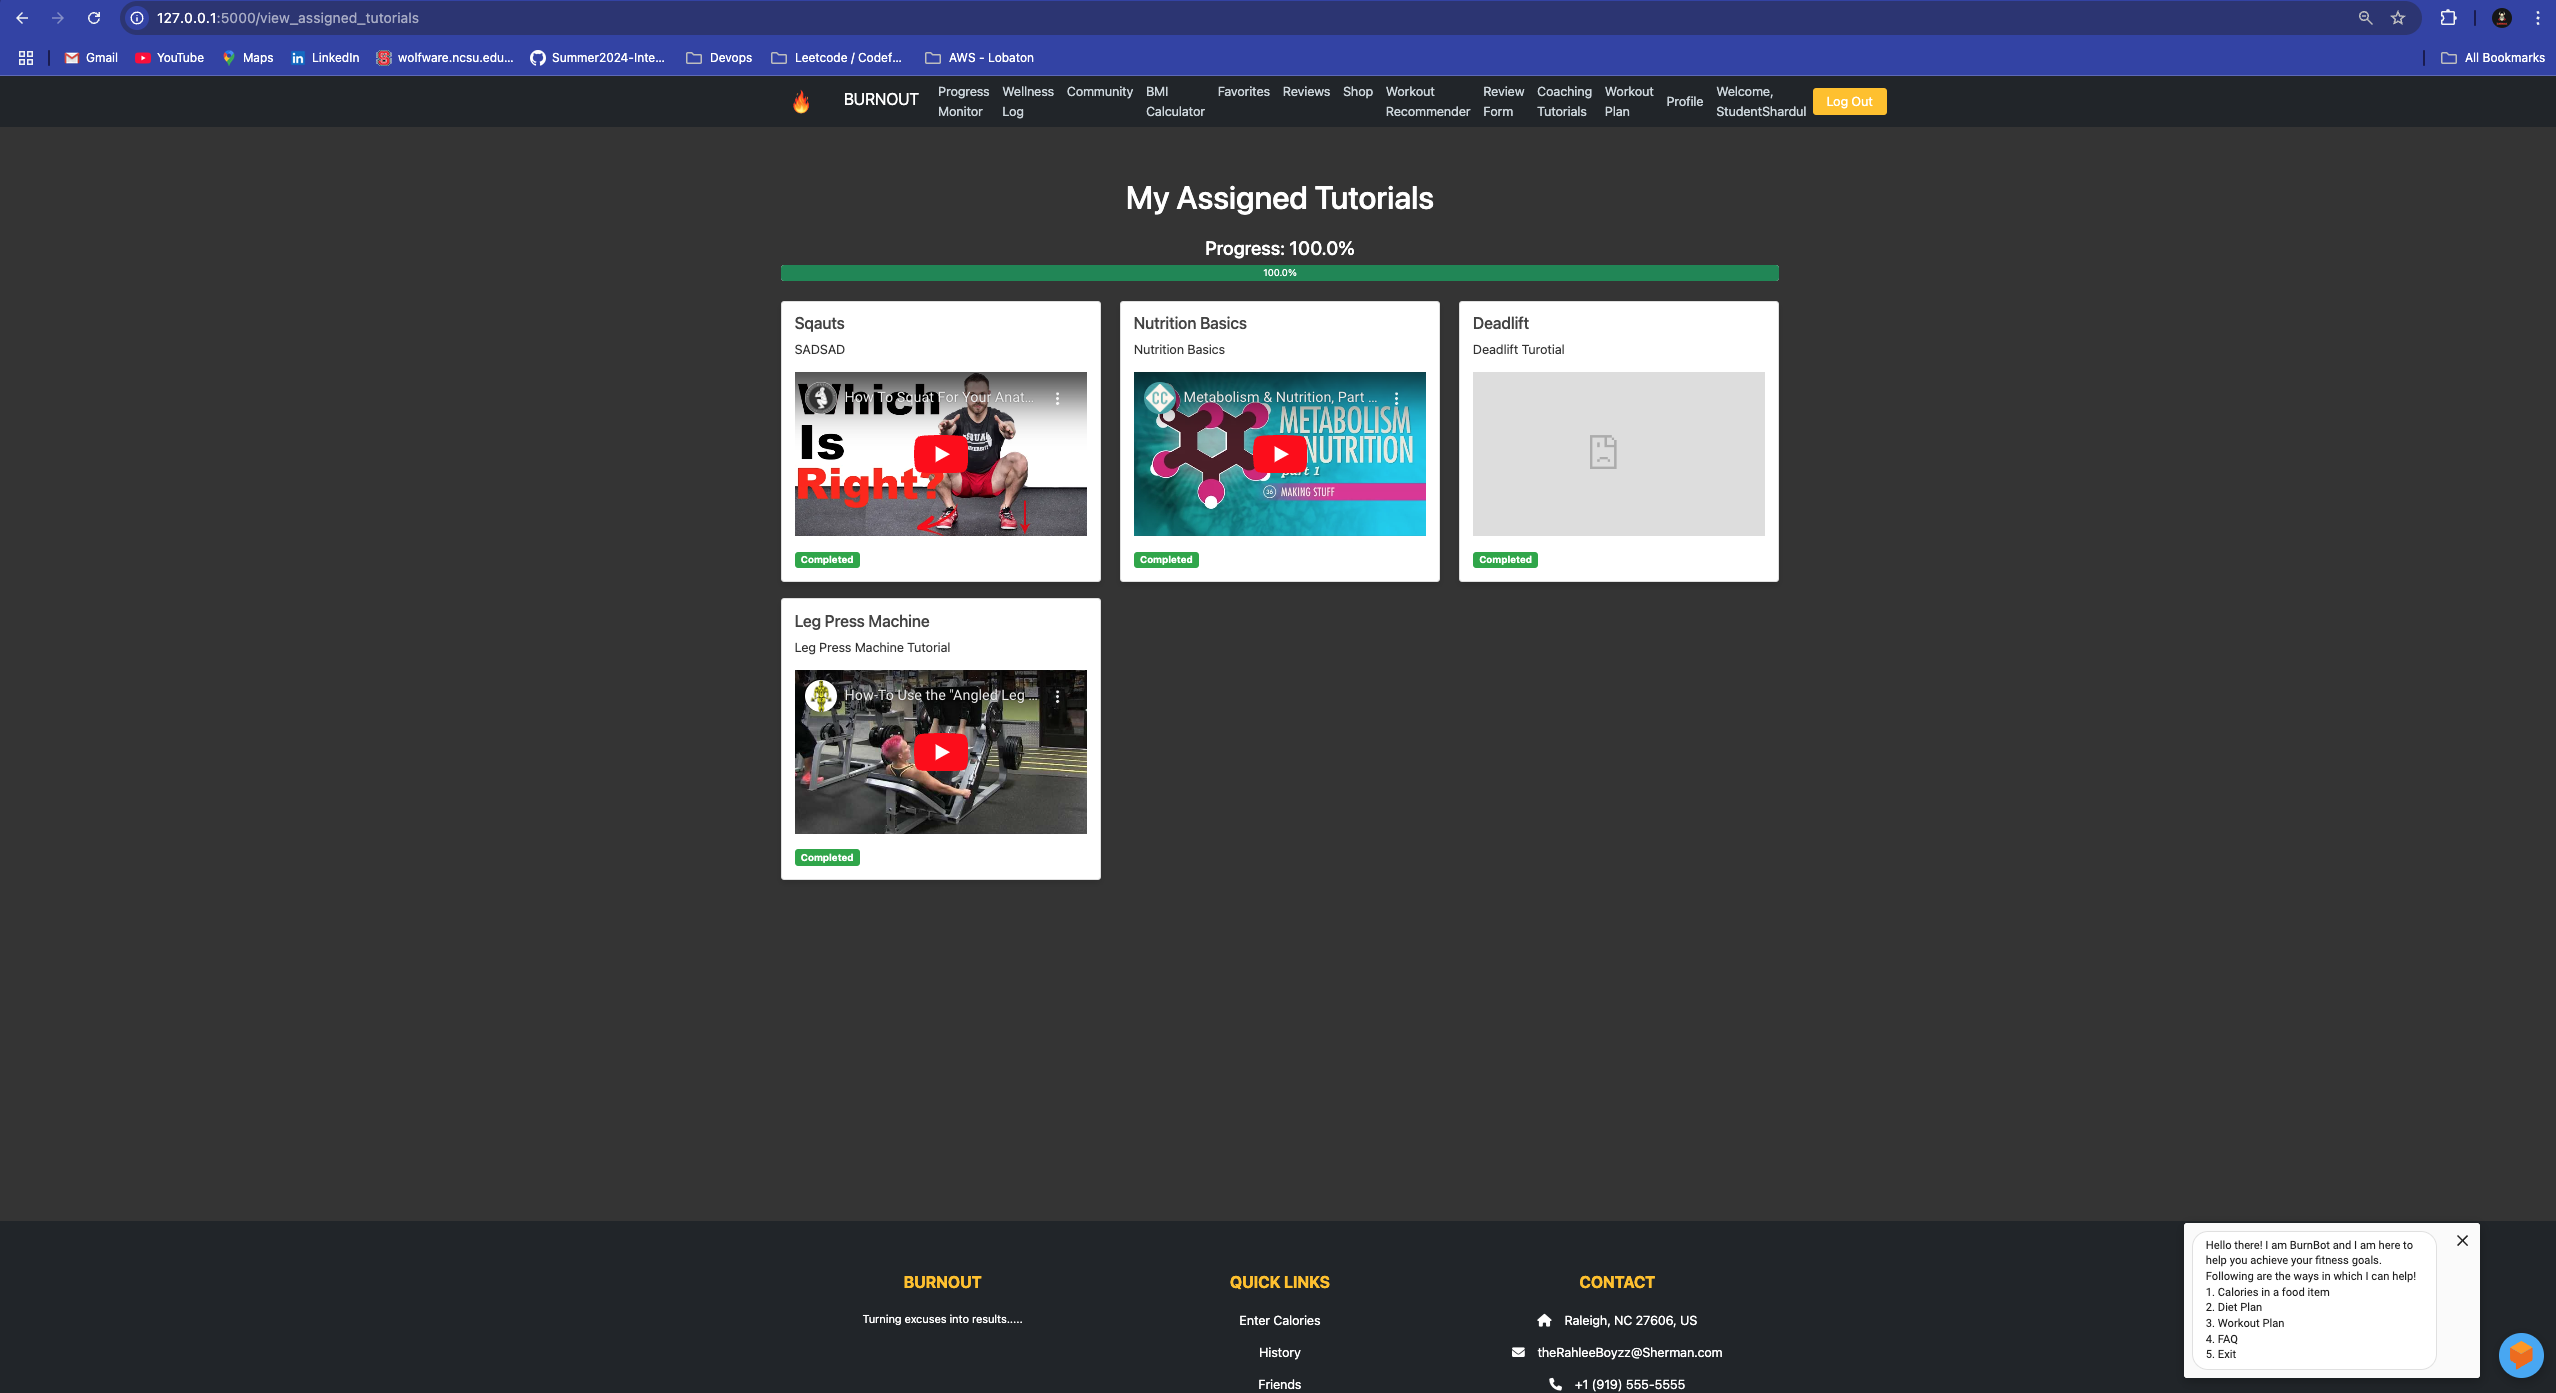 127.0.0.1:5000/view_assigned_tutorials
Gmail YouTube Maps LinkedIn wolfware.ncsu.edu... Summer2024-Inte... Devops Leetcode / Codef... AWS - Lobaton All Bookmarks
BURNOUT Progress Monitor Wellness Log Community BMI Calculator Favorites Reviews Shop Workout Recommender Review Form Coaching Tutorials Workout Plan Profile Welcome, StudentShardul Log Out
My Assigned Tutorials
Progress: 100.0%
100.0%
Sqauts
SADSAD
How To Squat For Your Anat...
Which
Is
Right?
Completed
Nutrition Basics
Nutrition Basics
CC
Metabolism & Nutrition, Part ...
METABOLISM
NUTRITION
part 1
36 MAKING STUFF
Completed
Deadlift
Deadlift Turotial
Completed
Leg Press Machine
Leg Press Machine Tutorial
How-To Use the "Angled Leg ...
Completed
BURNOUT
Turning excuses into results.....
QUICK LINKS
Enter Calories
History
Friends
CONTACT
Raleigh, NC 27606, US
theRahleeBoyzz@Sherman.com
+1 (919) 555-5555
Hello there! I am BurnBot and I am here to
help you achieve your fitness goals.
Following are the ways in which I can help!
1. Calories in a food item
2. Diet Plan
3. Workout Plan
4. FAQ
5. Exit